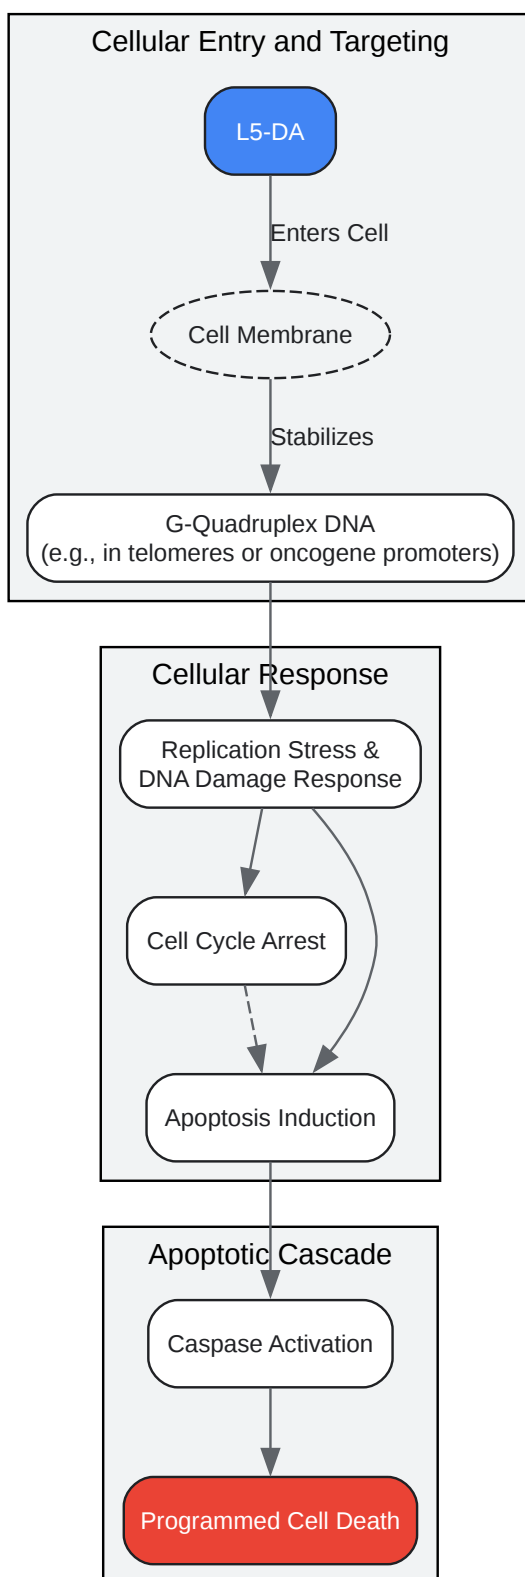 Cellular Entry and Targeting
L5-DA
Enters Cell
Cell Membrane
Stabilizes
G-Quadruplex DNA
(e.g., in telomeres or oncogene promoters)
Cellular Response
Replication Stress &
DNA Damage Response
Cell Cycle Arrest
Apoptosis Induction
Apoptotic Cascade
Caspase Activation
Programmed Cell Death